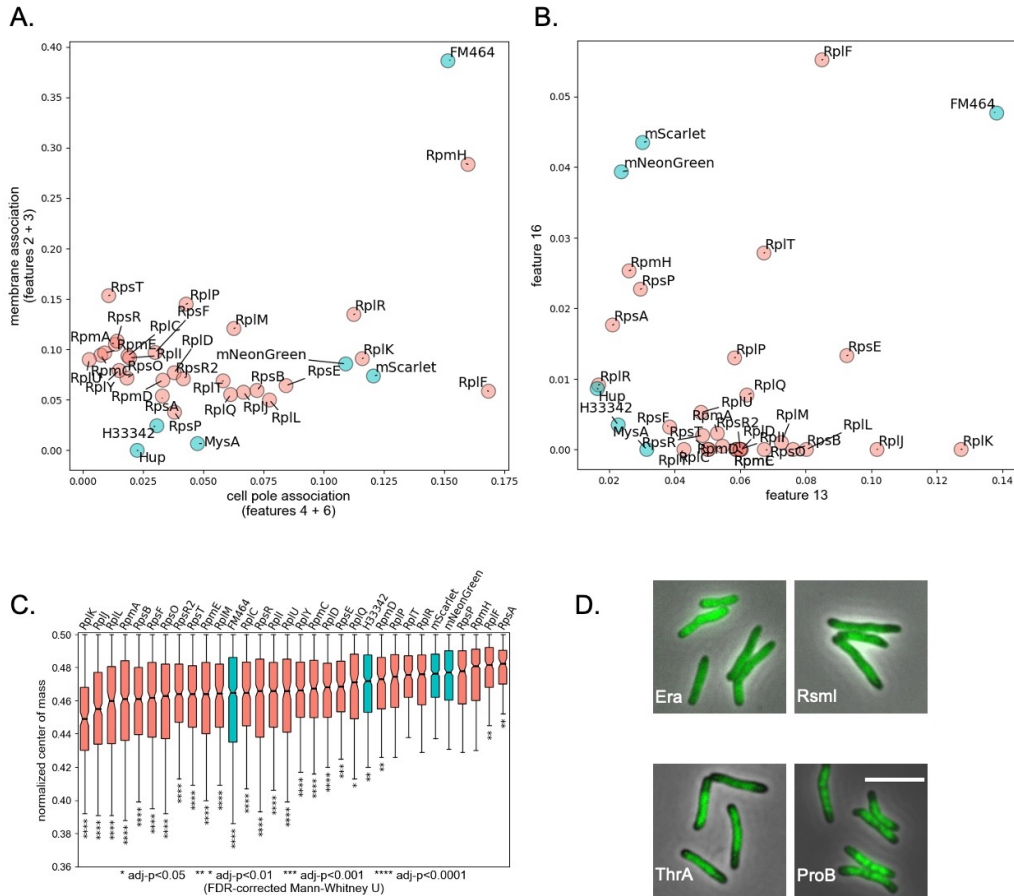 A.
FM464
RpmH
RpsT
RplP
RpsR
RpsF
RplR
RplC
RplM
RpmA
RpmE
RplI
RplD
mNeonGreen
RplK
RplU
RpmC
RpsO
RpsR2
RpsE
mScarlet
RplY
RplT
RpsB
RplF
RpmD
RpsA
RplQ
RplJ
RplL
RpsP
H33342
MysA
Hup
0.40
0.35
0.30
0.25
0.20
0.15
0.10
0.05
0.00
membrane association
(features 2 + 3)
0.000 0.025 0.050 0.075 0.100 0.125 0.150 0.175
cell pole association
(features 4 + 6)
B.
RplF
FM464
mScarlet
mNeonGreen
RplT
RpmH
RpsP
RpsA
RplP
RpsE
RplR
Hup
RplQ
H33342
RplU
RpsF
RpmA
RplM
MysA
RpsT
RpsR2
RplL
RpsR
RplD
RplI
RpsB
RplJ
RplK
RplC
RpmD
RpsO
RpmE
0.05
0.04
0.03
0.02
0.01
0.00
feature 16
0.02 0.04 0.06 0.08 0.10 0.12 0.14
feature 13
C.
RplK
RplJ
RplL
RpmA
RpsB
RpsF
RpsO
RpsR2
RpsT
RpmE
RplM
FM464
RplC
RpsR
RplI
RplU
RplY
RpmC
RplD
RpsE
RplQ
H33342
RpmD
RplP
RplT
RplR
mScarlet
mNeonGreen
RpsP
RpmH
RplF
RpsA
0.50
0.48
0.46
0.44
0.42
0.40
0.38
0.36
normalized center of mass
* adj-p<0.05 ** * adj-p<0.01 *** adj-p<0.001 **** adj-p<0.0001
(FDR-corrected Mann-Whitney U)
D.
Era
RsmI
ThrA
ProB